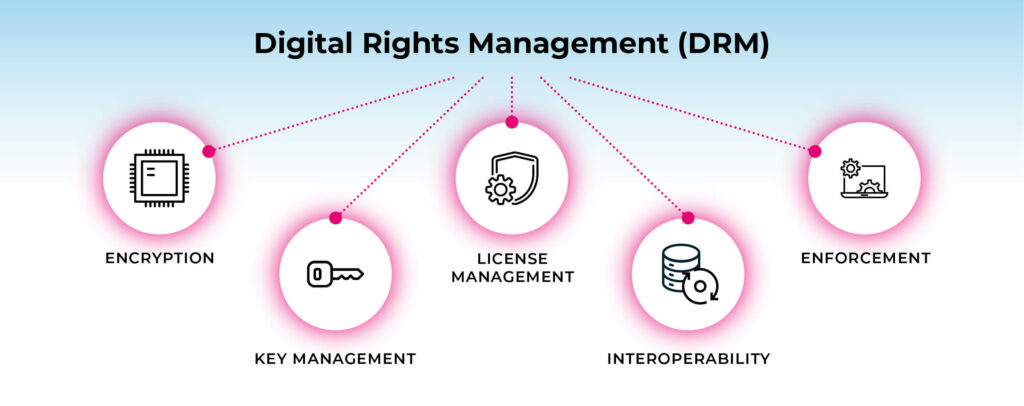 Digital Rights Management (DRM)
ENCRYPTION
KEY MANAGEMENT
LICENSE
MANAGEMENT
INTEROPERABILITY
ENFORCEMENT